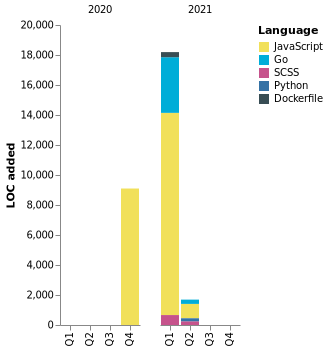 2020 2021
Language
JavaScript
Go
SCSS
Python
Dockerfile
LOC added
20,000
18,000
16,000
14,000
12,000
10,000
8,000
6,000
4,000
2,000
0
Q1 Q2 Q3 Q4 Q1 Q2 Q3 Q4